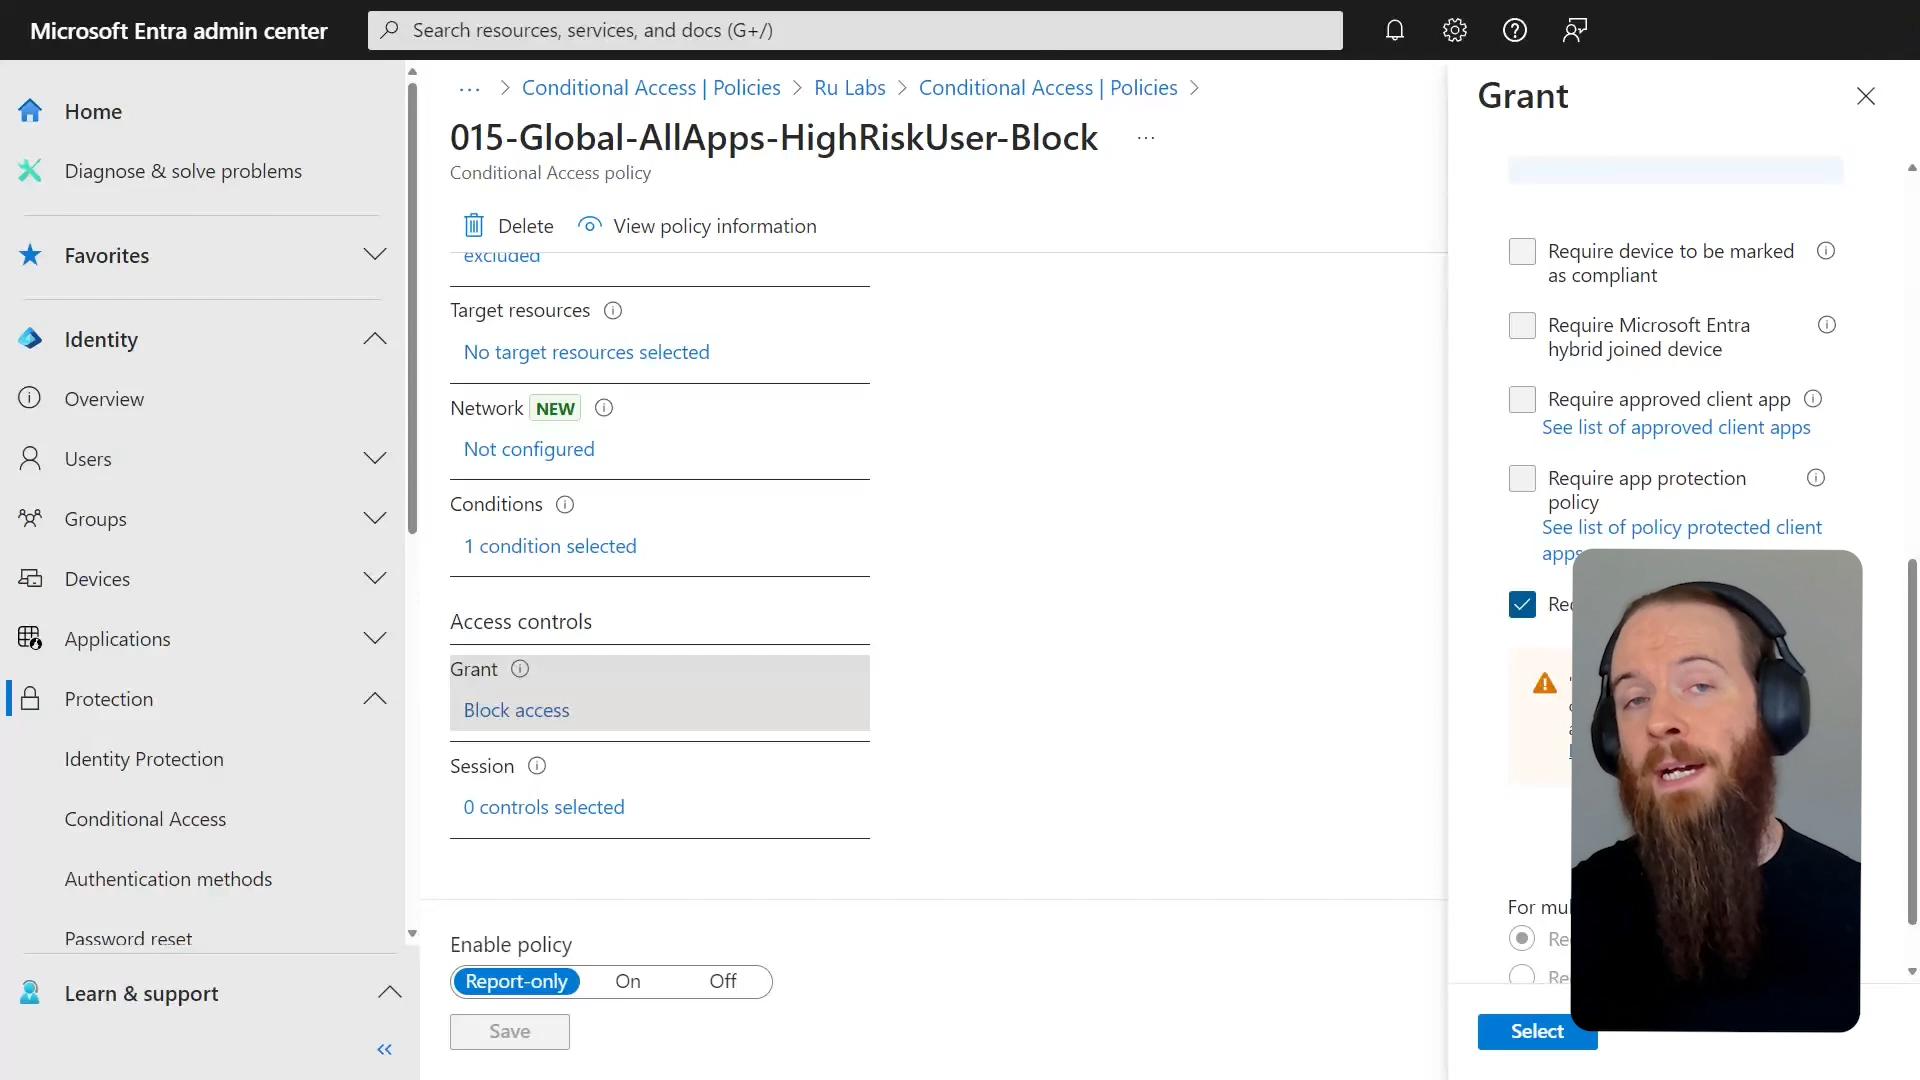 Microsoft Entra admin center
Search resources, services, and docs (G+/)
Home
Diagnose & solve problems
Favorites
Identity
Overview
Users
Groups
Devices
Applications
Protection
Identity Protection
Conditional Access
Authentication methods
Password reset
Learn & support
... > Conditional Access | Policies > Ru Labs > Conditional Access | Policies >
015-Global-AllApps-HighRiskUser-Block ...
Conditional Access policy
Delete
View policy information
excluded
Target resources
No target resources selected
Network NEW
Not configured
Conditions
1 condition selected
Access controls
Grant
Block access
Session
0 controls selected
Enable policy
Report-only On Off
Save
Grant
Require device to be marked
as compliant
Require Microsoft Entra
hybrid joined device
Require approved client app
See list of approved client apps
Require app protection
policy
See list of policy protected client
apps
For mul
Select